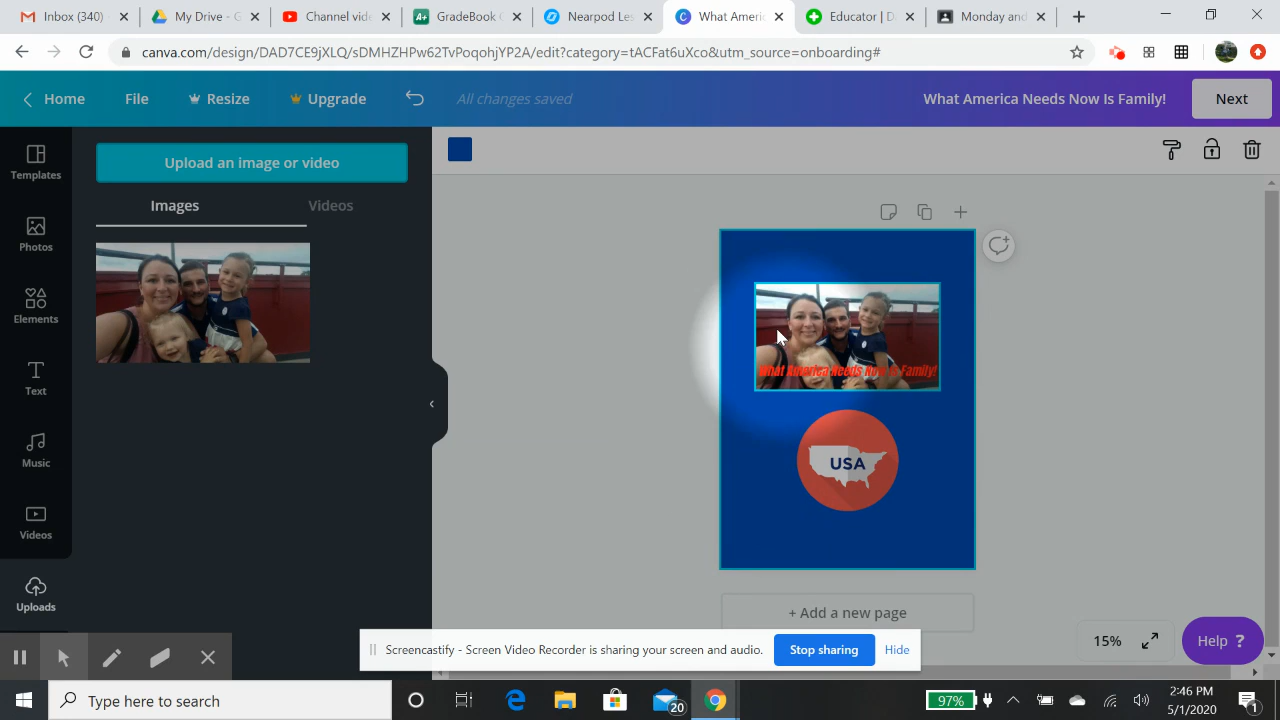 Inbox (340)
My Drive - G
Channel vide
GradeBook
Nearpod Les
What Ameri
Educator | D
Monday and
canva.com/design/DAD7CE9jXLQ/sDMHZHPw62TvPoqohjYP2A/edit?category=tACFat6uXco&utm_source=onboarding#
Home File Resize Upgrade All changes saved What America Needs Now Is Family! Next
Templates
Photos
Elements
Text
Music
Videos
Uploads
Upload an image or video
Images Videos
What America Needs Now is Family!
USA
+ Add a new page
15% Help ?
Screencastify - Screen Video Recorder is sharing your screen and audio. Stop sharing Hide
Type here to search
20
97%
2:46 PM
5/1/2020
1